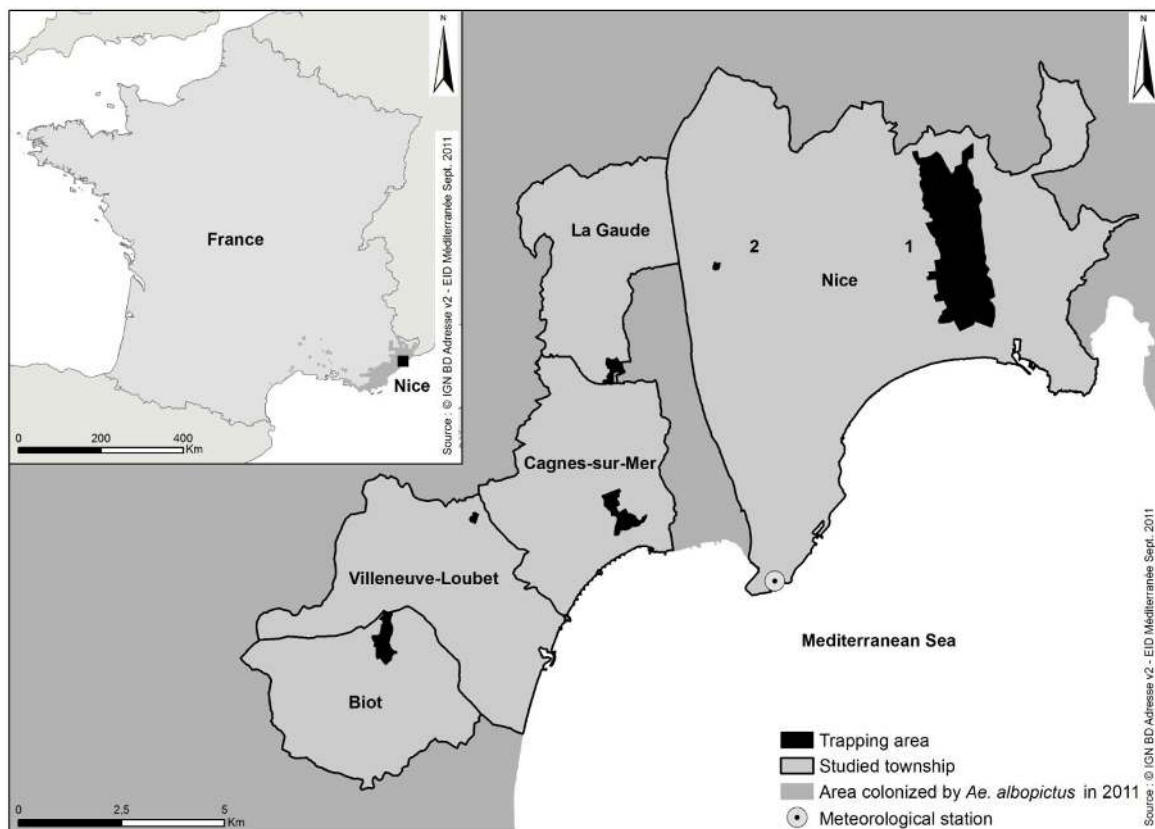 N
France
Nice
0 200 400
Km
Source : © IGN BD Adresse v2 - EID Méditerranée Sept. 2011
N
La Gaude
2
1
Nice
Cagnes-sur-Mer
Villeneuve-Loubet
Biot
Mediterranean Sea
Trapping area
Studied township
Area colonized by Ae. albopictus in 2011
Meteorological station
0 2.5 5
Km
Source : © IGN BD Adresse v2 - EID Méditerranée Sept. 2011